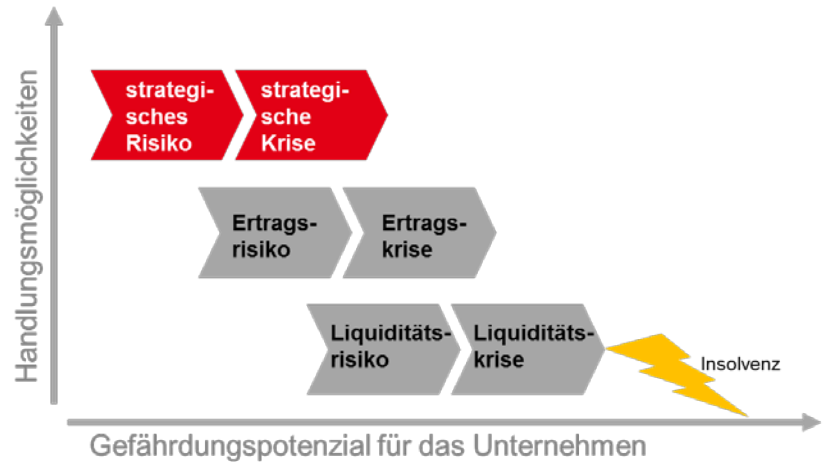 Handlungsmöglichkeiten
strategi-
sches
Risiko
strategi-
sche
Krise
Ertrags-
risiko
Ertrags-
krise
Liquiditäts-
risiko
Liquiditäts-
krise
Insolvenz
Gefährdungspotenzial für das Unternehmen